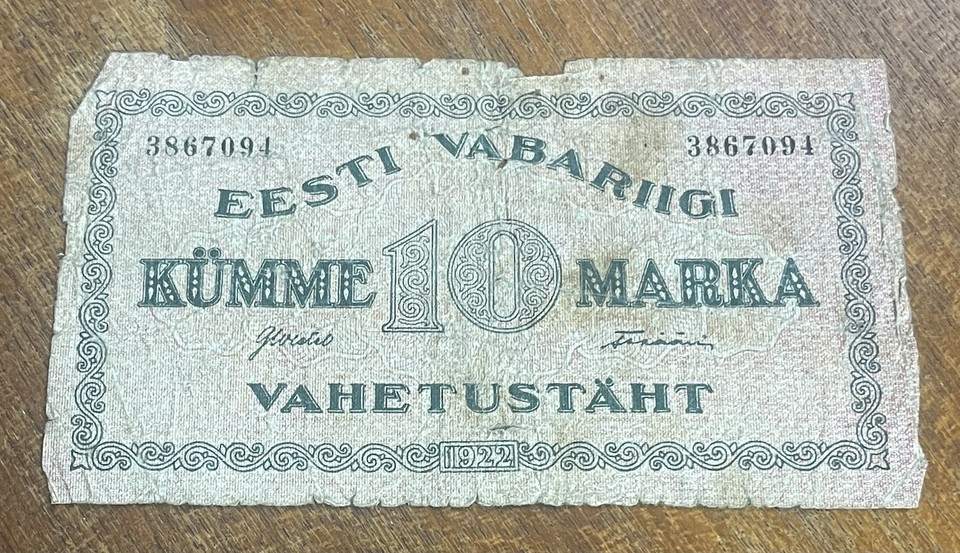 3867094 3867094
EESTI VABARIIGI
KÜMME 10 MARKA
VAHETUSTÄHT
1922